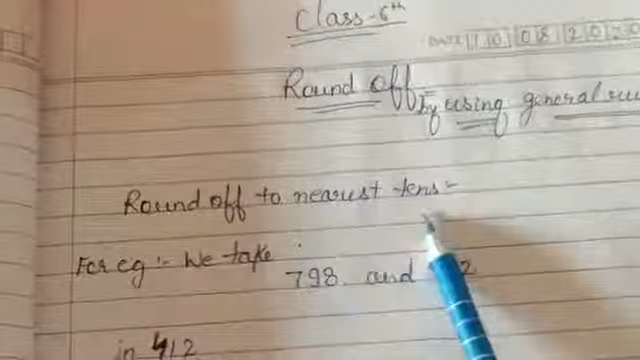 Class-6th
DATE 10 08 2020
Round off by using general
Round off to nearest tens-
For eg :- We take
798 and 2
in 412